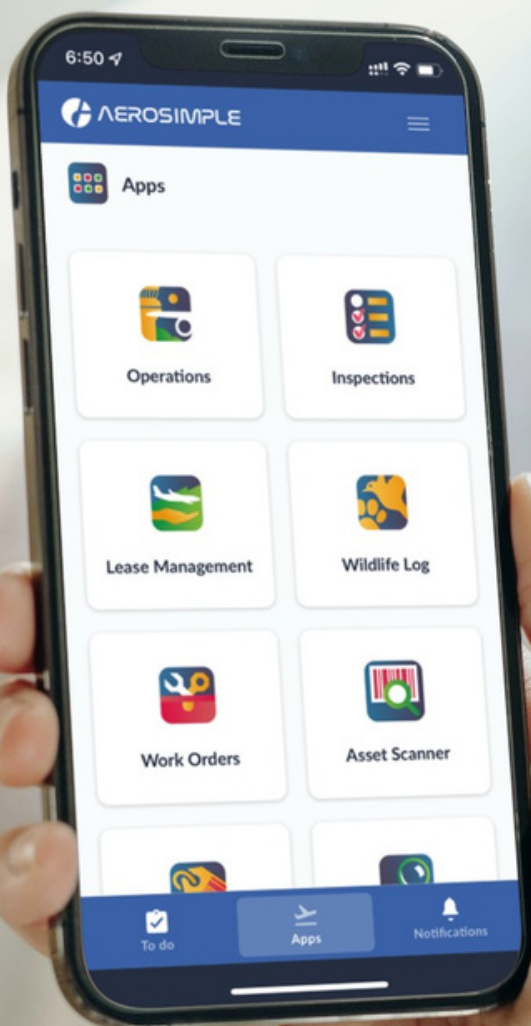 6:50
AEROSIMPLE
Apps
Operations
Inspections
Lease Management
Wildlife Log
Work Orders
Asset Scanner
To do
Apps
Notifications